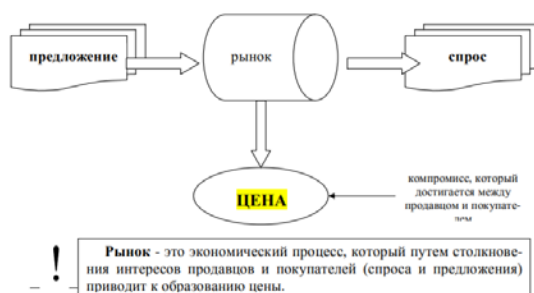 предложение
рынок
спрос
ЦЕНА
компромисс, который
достигается между
продавцом и покупате-
лем
!
Рынок - это экономический процесс, который путем столкнове-
ния интересов продавцов и покупателей (спроса и предложения)
приводит к образованию цены.